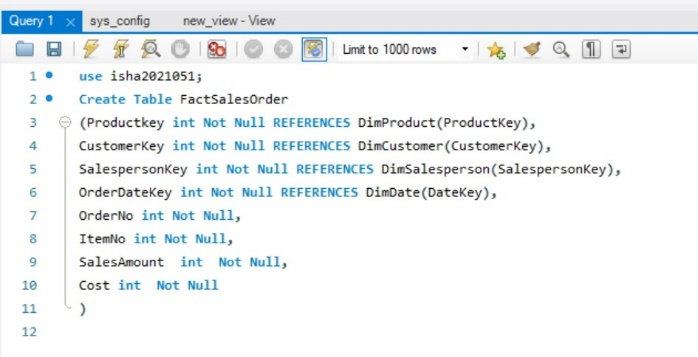 Query 1 × sys_config new_view - View
Limit to 1000 rows
1 use isha2021051;
2 Create Table FactSalesOrder
3 (Productkey int Not Null REFERENCES DimProduct(ProductKey),
4 CustomerKey int Not Null REFERENCES DimCustomer(CustomerKey),
5 SalespersonKey int Not Null REFERENCES DimSalesperson(SalespersonKey),
6 OrderDateKey int Not Null REFERENCES DimDate(DateKey),
7 OrderNo int Not Null,
8 ItemNo int Not Null,
9 SalesAmount  int  Not Null,
10 Cost int  Not Null
11 )
12